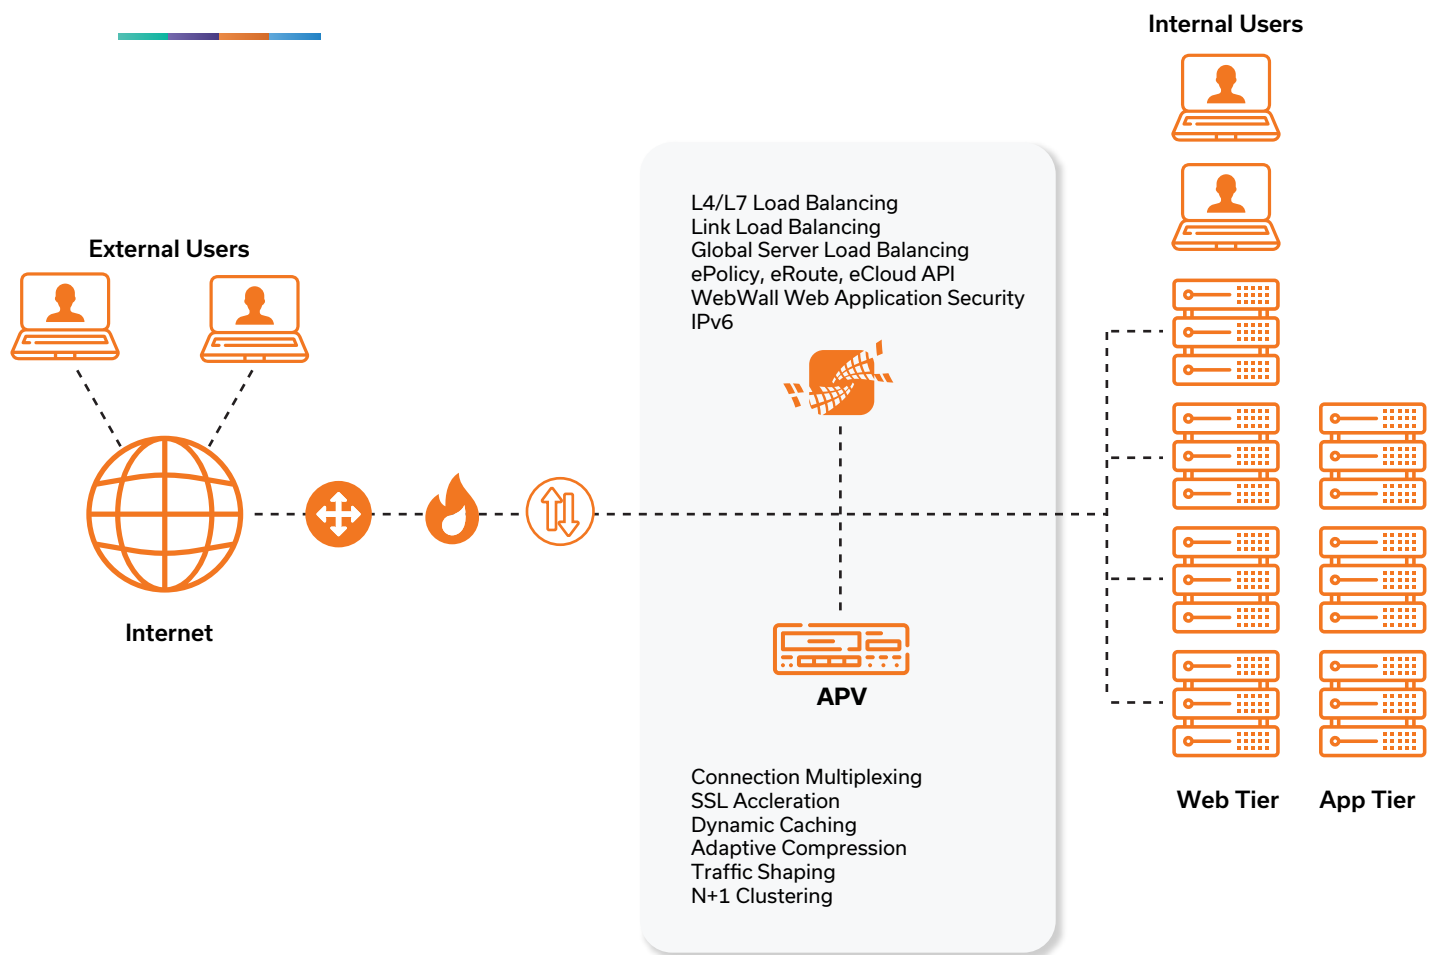 Internal Users
External Users
Internet
L4/L7 Load Balancing
Link Load Balancing
Global Server Load Balancing
ePolicy, eRoute, eCloud API
WebWall Web Application Security
IPv6
APV
Connection Multiplexing
SSL Accleration
Dynamic Caching
Adaptive Compression
Traffic Shaping
N+1 Clustering
Web Tier
App Tier